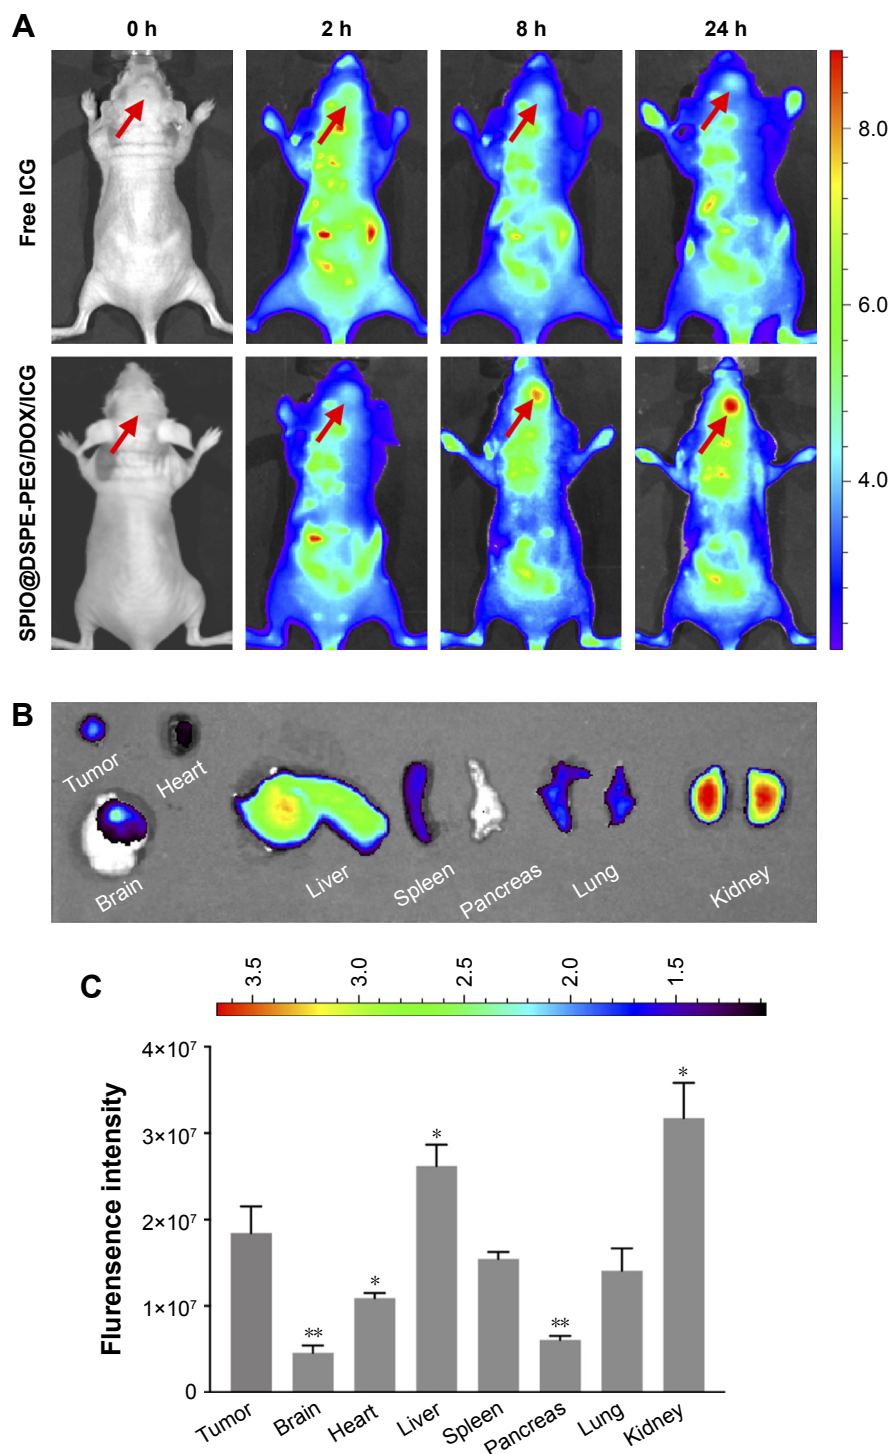 A
0 h
2 h
8 h
24 h
Free ICG
8.0
6.0
4.0
SPIO@DSPE-PEG/DOX/ICG
B
Tumor
Heart
Brain
Liver
Spleen
Pancreas
Lung
Kidney
C
3.5
3.0
2.5
2.0
1.5
Flurensence intensity
4×10⁷
3×10⁷
2×10⁷
1×10⁷
0
**
*
*
**
*
Tumor
Brain
Heart
Liver
Spleen
Pancreas
Lung
Kidney